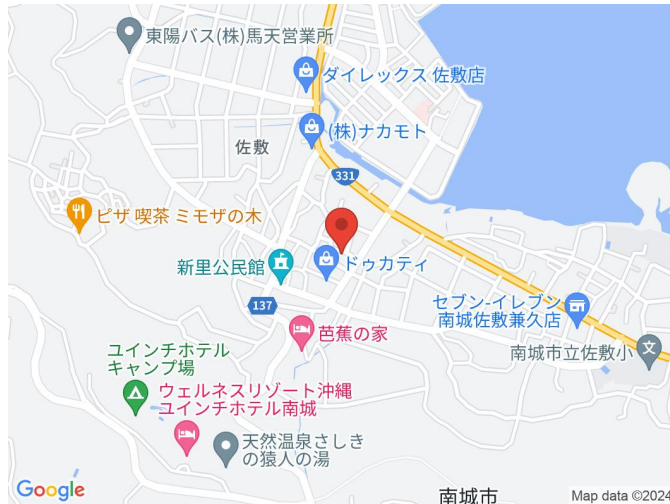 東陽バス(株)馬天営業所
ダイレックス 佐敷店
(株)ナカモト
佐敷
331
ピザ 喫茶 ミモザの木
新里公民館
ドゥカティ
137
セブン-イレブン
南城佐敷兼久店
芭蕉の家
南城市立佐敷小
文
ユインチホテル
キャンプ場
ウェルネスリゾート沖縄
ユインチホテル南城
天然温泉さしき
の猿人の湯
南城市
Google
Map data ©2024